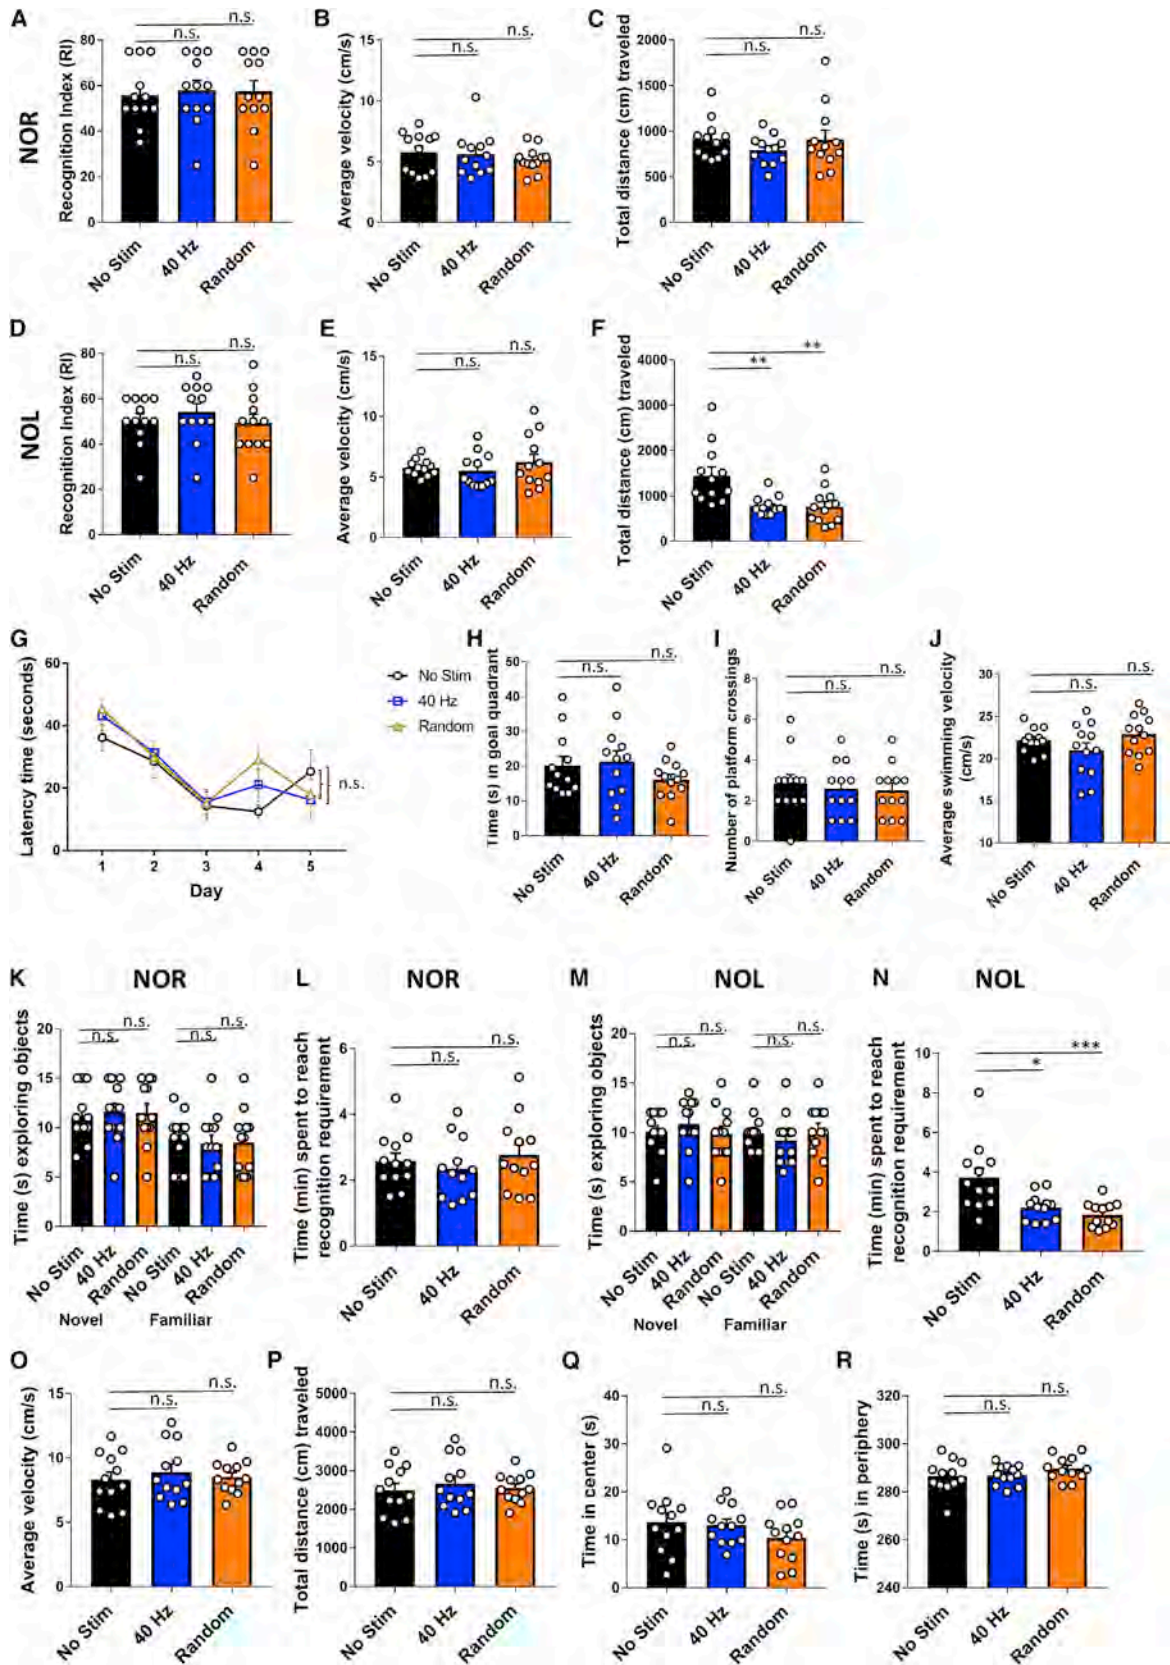 A
B
C
n.s.
n.s.
n.s.
n.s.
n.s.
n.s.
NOR
Recognition Index (RI)
80
60
40
20
0
No Stim
40 Hz
Random
Average velocity (cm/s)
15
10
5
0
No Stim
40 Hz
Random
Total distance (cm) traveled
2000
1500
1000
500
0
No Stim
40 Hz
Random
D
E
F
n.s.
n.s.
n.s.
n.s.
**
**
NOL
Recognition Index (RI)
80
60
40
20
0
No Stim
40 Hz
Random
Average velocity (cm/s)
15
10
5
0
No Stim
40 Hz
Random
Total distance (cm) traveled
4000
3000
2000
1000
0
No Stim
40 Hz
Random
G
Latency time (seconds)
60
40
20
0
1 2 3 4 5
Day
n.s.
No Stim
40 Hz
Random
H
n.s.
n.s.
Time (s) in goal quadrant
50
40
30
20
10
0
No Stim
40 Hz
Random
I
n.s.
n.s.
Number of platform crossings
8
6
4
2
0
No Stim
40 Hz
Random
J
n.s.
n.s.
Average swimming velocity
(cm/s)
30
25
20
15
10
No Stim
40 Hz
Random
K
NOR
n.s.
n.s.
n.s.
n.s.
Time (s) exploring objects
20
15
10
5
0
No Stim
40 Hz
Random
No Stim
40 Hz
Random
Novel
Familiar
L
NOR
n.s.
n.s.
Time (min) spent to reach
recognition requirement
6
4
2
0
No Stim
40 Hz
Random
M
NOL
n.s.
n.s.
n.s.
n.s.
Time (s) exploring objects
20
15
10
5
0
No Stim
40 Hz
Random
No Stim
40 Hz
Random
Novel
Familiar
N
NOL
***
*
Time (min) spent to reach
recognition requirement
10
8
6
4
2
0
No Stim
40 Hz
Random
O
n.s.
n.s.
Average velocity (cm/s)
15
10
5
0
No Stim
40 Hz
Random
P
n.s.
n.s.
Total distance (cm) traveled
5000
4000
3000
2000
1000
0
No Stim
40 Hz
Random
Q
n.s.
n.s.
Time in center (s)
40
30
20
10
0
No Stim
40 Hz
Random
R
n.s.
n.s.
Time (s) in periphery
320
300
280
260
240
No Stim
40 Hz
Random